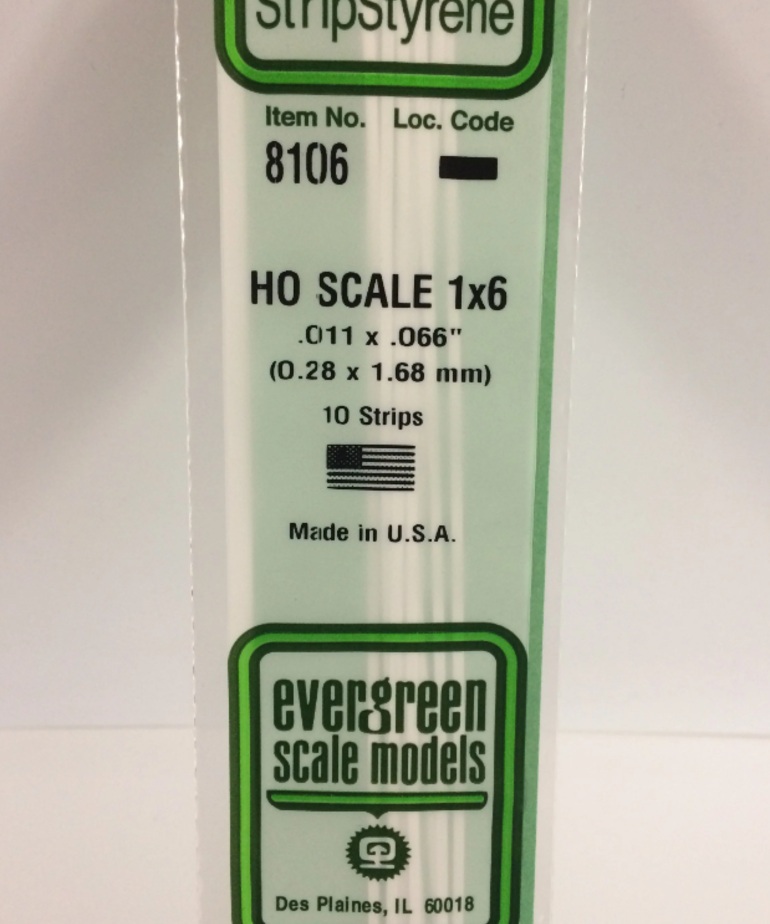 StripStyrene
Item No. Loc. Code
8106
HO SCALE 1x6
.011 x .066"
(0.28 x 1.68 mm)
10 Strips
Made in U.S.A.
evergreen
scale models
Des Plaines, IL 60018